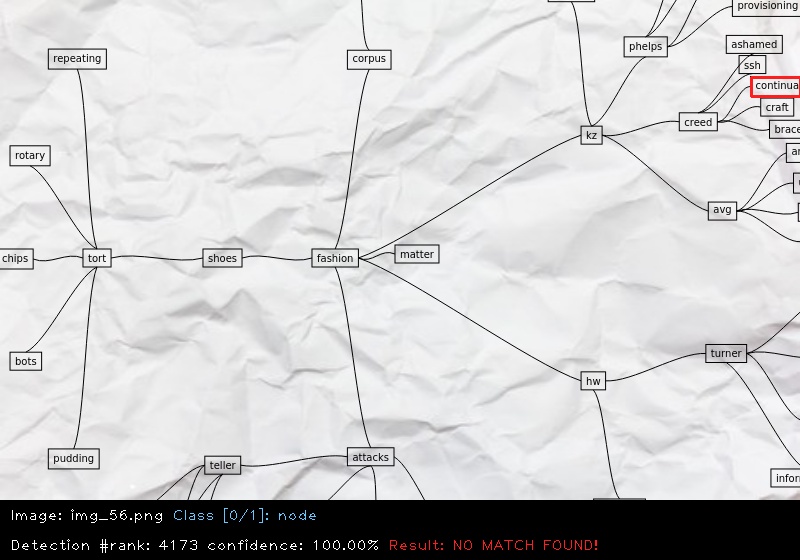 provisioning
phelps
ashamed
repeating
corpus
ssh
continua
craft
creed
brace
kz
rotary
avg
chips
tort
shoes
fashion
matter
turner
bots
hw
pudding
teller
attacks
infor
Image: img_56.png Class [0/1]: node
Detection #rank: 4173 confidence: 100.00% Result: NO MATCH FOUND!